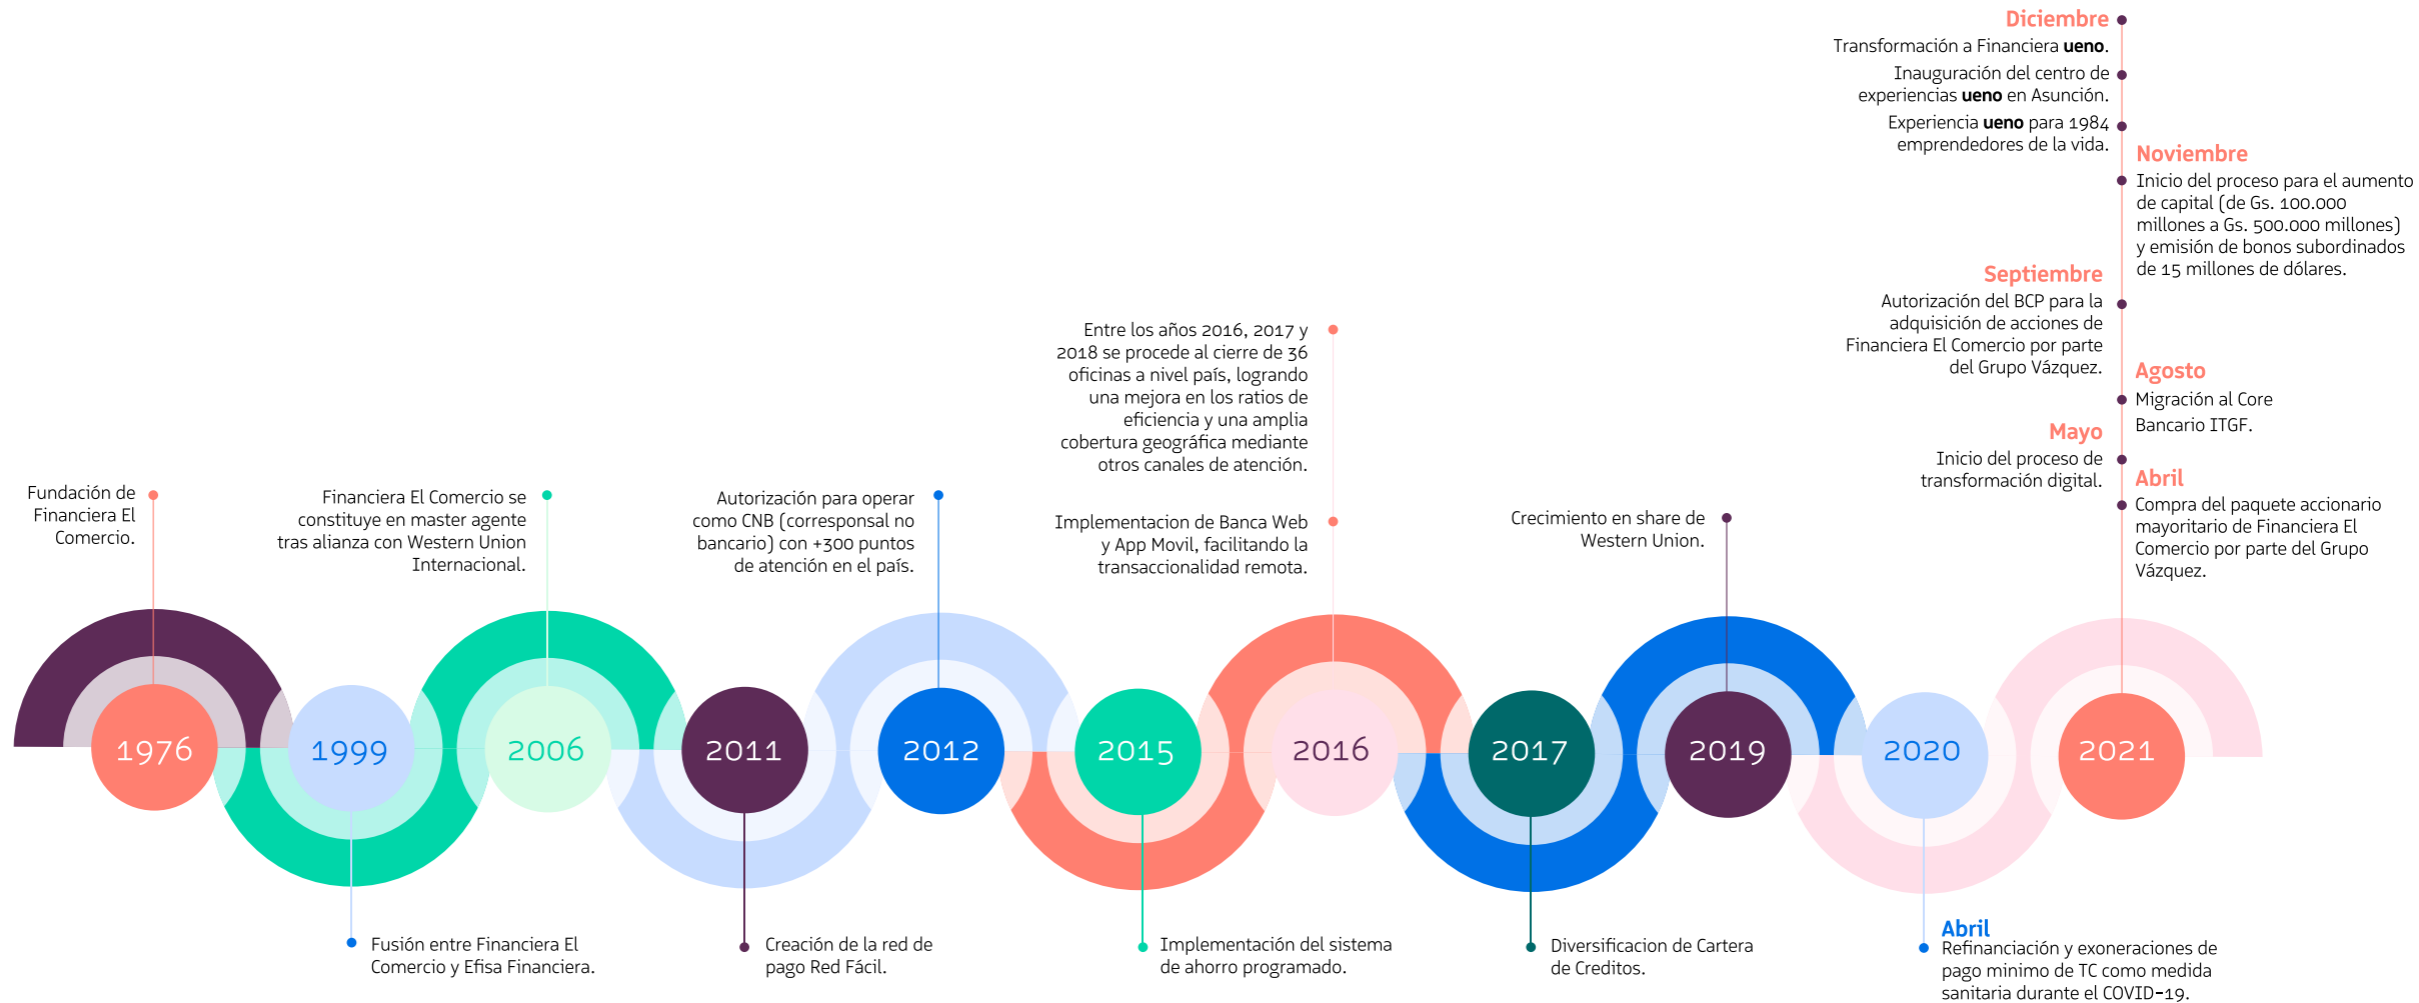 Diciembre
Transformación a Financiera ueno.
Inauguración del centro de
experiencias ueno en Asunción.
Experiencia ueno para 1984
emprendedores de la vida.
Noviembre
Inicio del proceso para el aumento
de capital (de Gs. 100.000
millones a Gs. 500.000 millones)
y emisión de bonos subordinados
de 15 millones de dólares.
Septiembre
Autorización del BCP para la
adquisición de acciones de
Financiera El Comercio por parte
del Grupo Vázquez.
Agosto
Migración al Core
Bancario ITGF.
Mayo
Inicio del proceso de
transformación digital.
Abril
Compra del paquete accionario
mayoritario de Financiera El
Comercio por parte del Grupo
Vázquez.
Fundación de
Financiera El
Comercio.
Financiera El Comercio se
constituye en master agente
tras alianza con Western Union
Internacional.
Autorización para operar
como CNB (corresponsal no
bancario) con +300 puntos
de atención en el país.
Entre los años 2016, 2017 y
2018 se procede al cierre de 36
oficinas a nivel país, logrando
una mejora en los ratios de
eficiencia y una amplia
cobertura geográfica mediante
otros canales de atención.
Implementacion de Banca Web
y App Movil, facilitando la
transaccionalidad remota.
Crecimiento en share de
Western Union.
1976
1999
2006
2011
2012
2015
2016
2017
2019
2020
2021
Fusión entre Financiera El
Comercio y Efisa Financiera.
Creación de la red de
pago Red Fácil.
Implementación del sistema
de ahorro programado.
Diversificacion de Cartera
de Creditos.
Abril
Refinanciación y exoneraciones de
pago minimo de TC como medida
sanitaria durante el COVID-19.